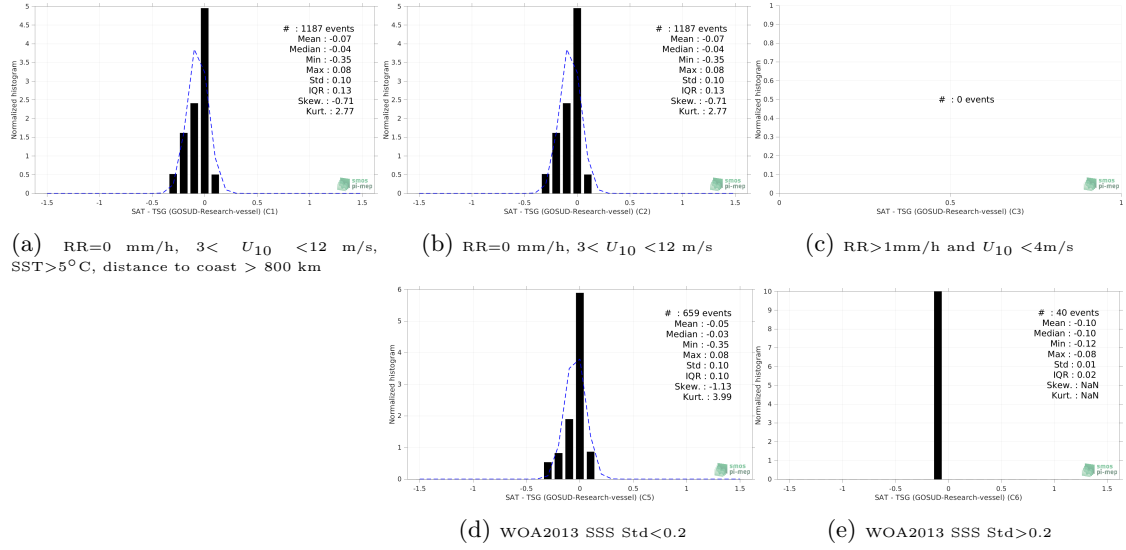 5
4.5
4
3.5
3
2.5
2
1.5
1
0.5
0
Normalized histogram
# : 1187 events
Mean : -0.07
Median : -0.04
Min : -0.35
Max : 0.08
Std : 0.10
IQR : 0.13
Skew. : -0.71
Kurt. : 2.77
smos
pi-mep
-1.5 -1 -0.5 0 0.5 1 1.5
SAT - TSG (GOSUD-Research-vessel) (C1)
(a) RR=0 mm/h, 3< U10 <12 m/s,
SST>5°C, distance to coast > 800 km
5
4.5
4
3.5
3
2.5
2
1.5
1
0.5
0
Normalized histogram
# : 1187 events
Mean : -0.07
Median : -0.04
Min : -0.35
Max : 0.08
Std : 0.10
IQR : 0.13
Skew. : -0.71
Kurt. : 2.77
smos
pi-mep
-1.5 -1 -0.5 0 0.5 1 1.5
SAT - TSG (GOSUD-Research-vessel) (C2)
(b) RR=0 mm/h, 3< U10 <12 m/s
1
0.9
0.8
0.7
0.6
0.5
0.4
0.3
0.2
0.1
0
Normalized histogram
# : 0 events
smos
pi-mep
0 0.5 1
SAT - TSG (GOSUD-Research-vessel) (C3)
(c) RR>1mm/h and U10 <4m/s
6
5
4
3
2
1
0
Normalized histogram
# : 659 events
Mean : -0.05
Median : -0.03
Min : -0.35
Max : 0.08
Std : 0.10
IQR : 0.10
Skew. : -1.13
Kurt. : 3.99
smos
pi-mep
-1.5 -1 -0.5 0 0.5 1 1.5
SAT - TSG (GOSUD-Research-vessel) (C5)
(d) WOA2013 SSS Std<0.2
10
9
8
7
6
5
4
3
2
1
0
Normalized histogram
# : 40 events
Mean : -0.10
Median : -0.10
Min : -0.12
Max : -0.08
Std : 0.01
IQR : 0.02
Skew. : NaN
Kurt. : NaN
smos
pi-mep
-1.5 -1 -0.5 0 0.5 1 1.5
SAT - TSG (GOSUD-Research-vessel) (C6)
(e) WOA2013 SSS Std>0.2